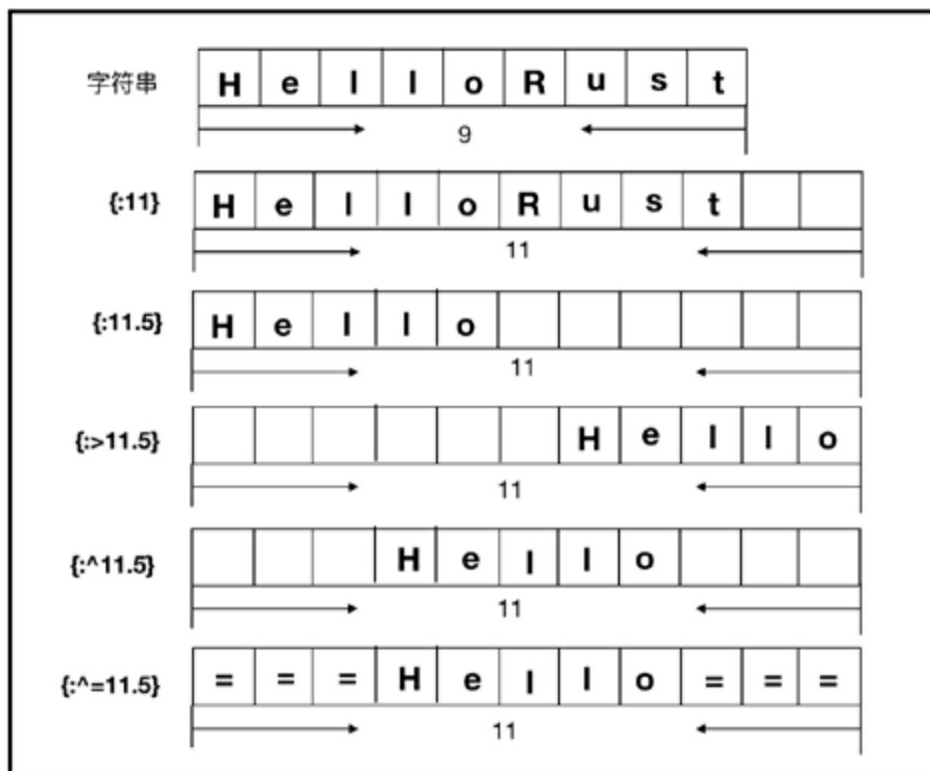 字符串 H e l l o R u s t
9
{:11} H e l l o R u s t
11
{:11.5} H e l l o
11
{:>11.5} H e l l o
11
{:^11.5} H e l l o
11
{:^=11.5} = = = H e l l o = = =
11